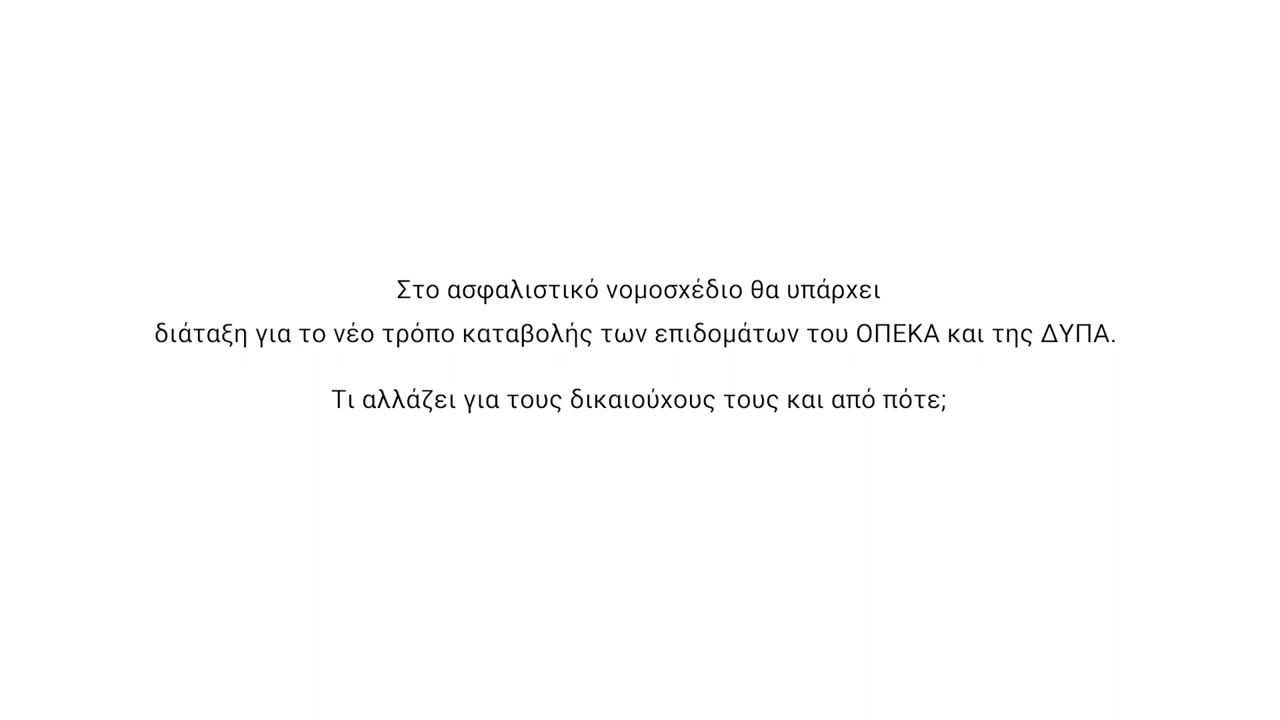 Στο ασφαλιστικό νομοσχέδιο θα υπάρχει
διάταξη για το νέο τρόπο καταβολής των επιδομάτων του ΟΠΕΚΑ και της ΔΥΠΑ.
Τι αλλάζει για τους δικαιούχους τους και από πότε;